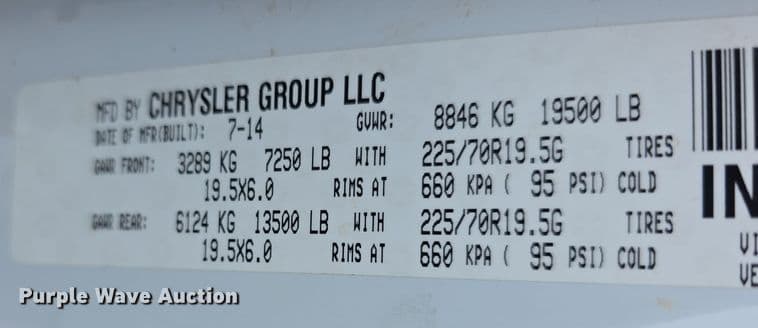 MFD BY CHRYSLER GROUP LLC
DATE OF MFR(BUILT): 7-14 GVWR: 8846 KG 19500 LB
GAWR FRONT: 3289 KG 7250 LB WITH 225/70R19.5G TIRES
19.5X6.0 RIMS AT 660 KPA ( 95 PSI) COLD
GAWR REAR: 6124 KG 13500 LB WITH 225/70R19.5G TIRES
19.5X6.0 RIMS AT 660 KPA ( 95 PSI) COLD
IN
VI
VE
Purple Wave Auction